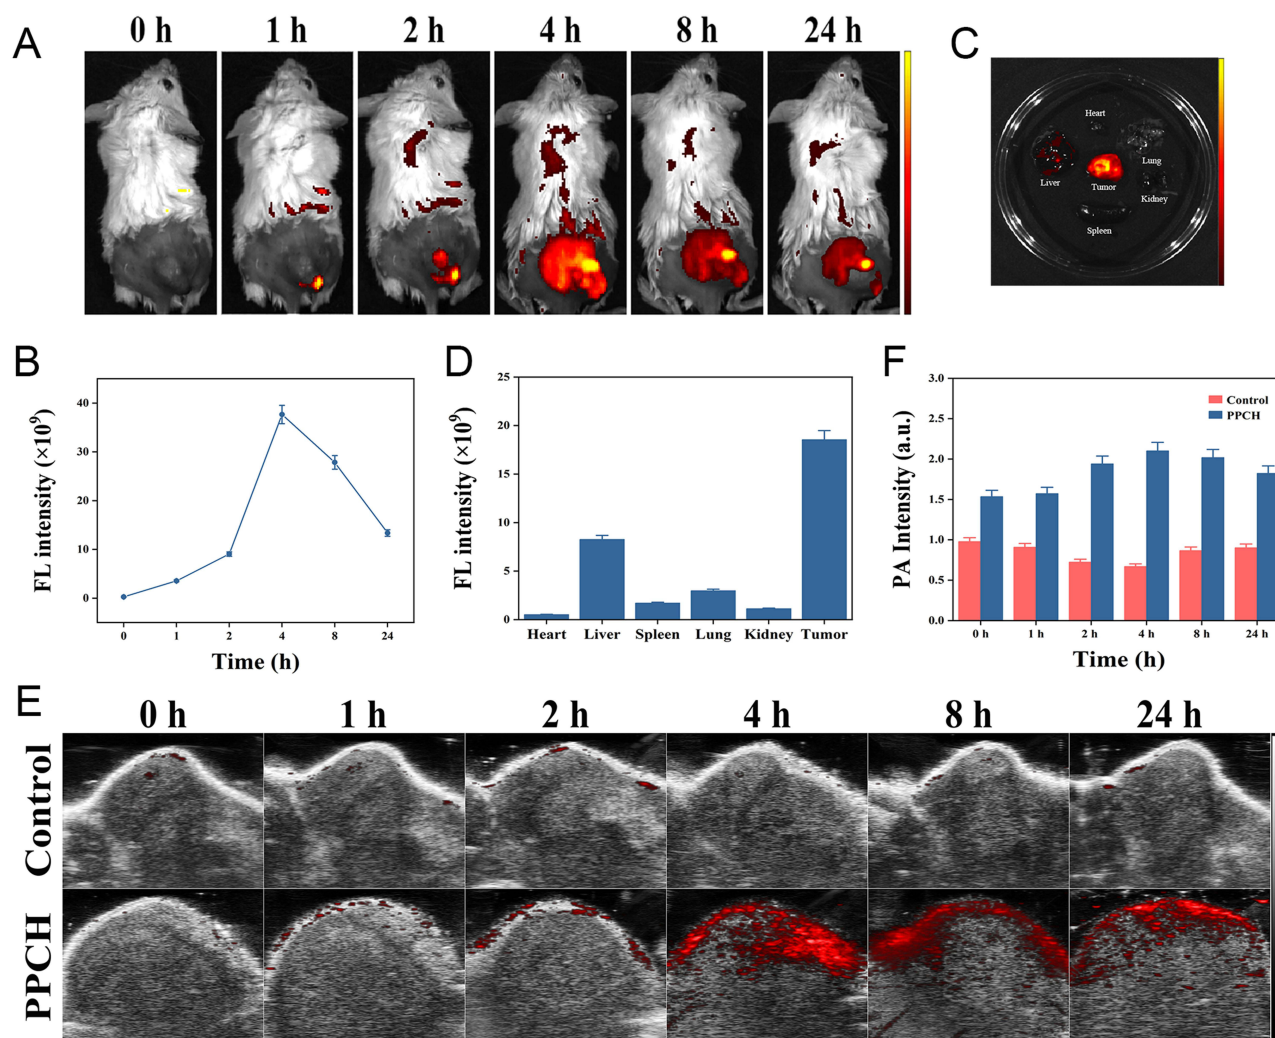 A
0 h
1 h
2 h
4 h
8 h
24 h
C
Heart
Lung
Liver
Tumor
Kidney
Spleen
B
FL intensity (×10⁹)
40
30
20
10
0
0
1
2
4
8
24
Time (h)
D
FL intensity (×10⁹)
25
20
15
10
5
0
Heart
Liver
Spleen
Lung
Kidney
Tumor
F
PA Intensity (a.u.)
3.0
2.5
2.0
1.5
1.0
0.5
0.0
Control
PPCH
0 h
1 h
2 h
4 h
8 h
24 h
Time (h)
E
0 h
1 h
2 h
4 h
8 h
24 h
Control
PPCH